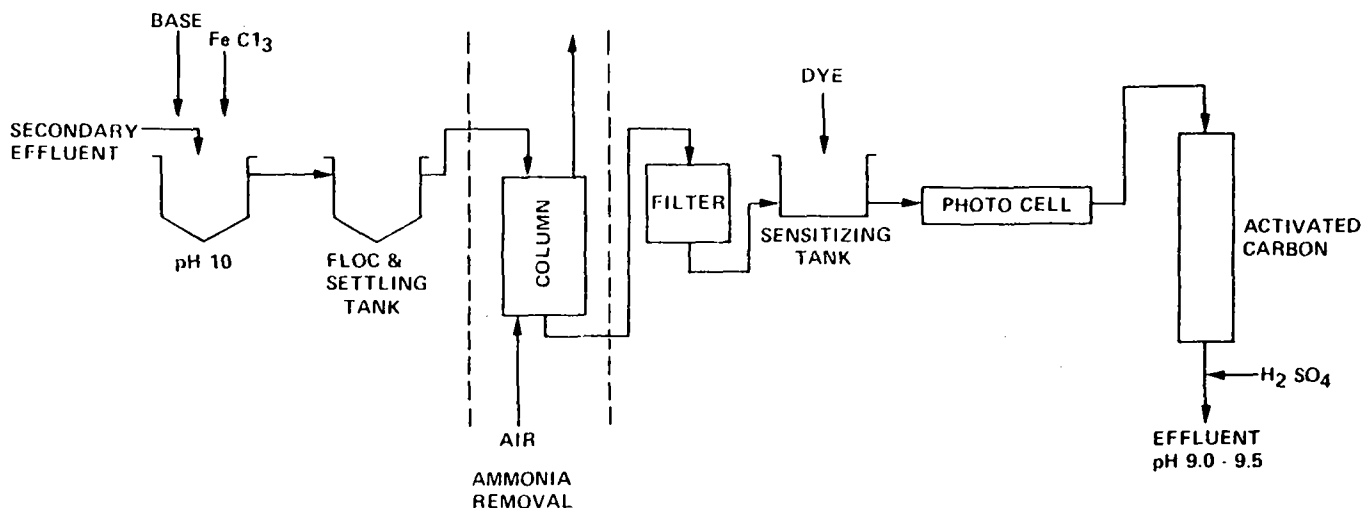 BASE
Fe Cl3
SECONDARY
EFFLUENT
pH 10
FLOC &
SETTLING
TANK
COLUMN
AIR
AMMONIA
REMOVAL
FILTER
DYE
SENSITIZING
TANK
PHOTO CELL
ACTIVATED
CARBON
H2 SO4
EFFLUENT
pH 9.0 - 9.5